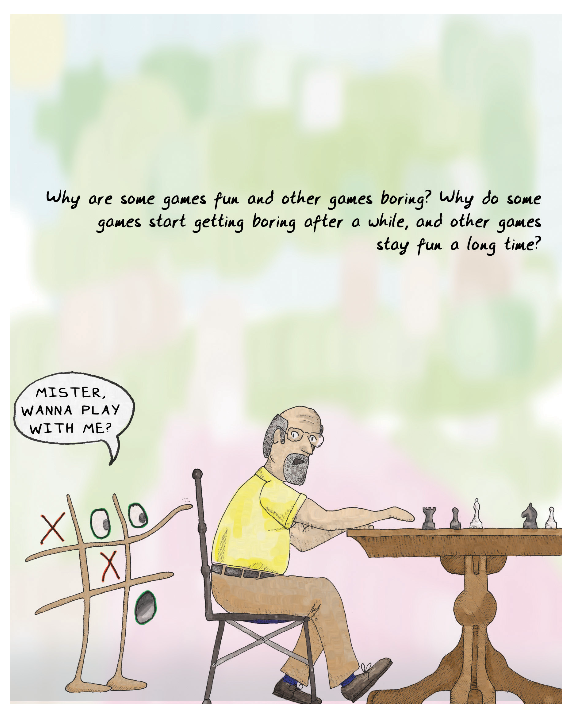 Why are some games fun and other games boring? Why do some
games start getting boring after a while, and other games
stay fun a long time?
MISTER,
WANNA PLAY
WITH ME?
X
X